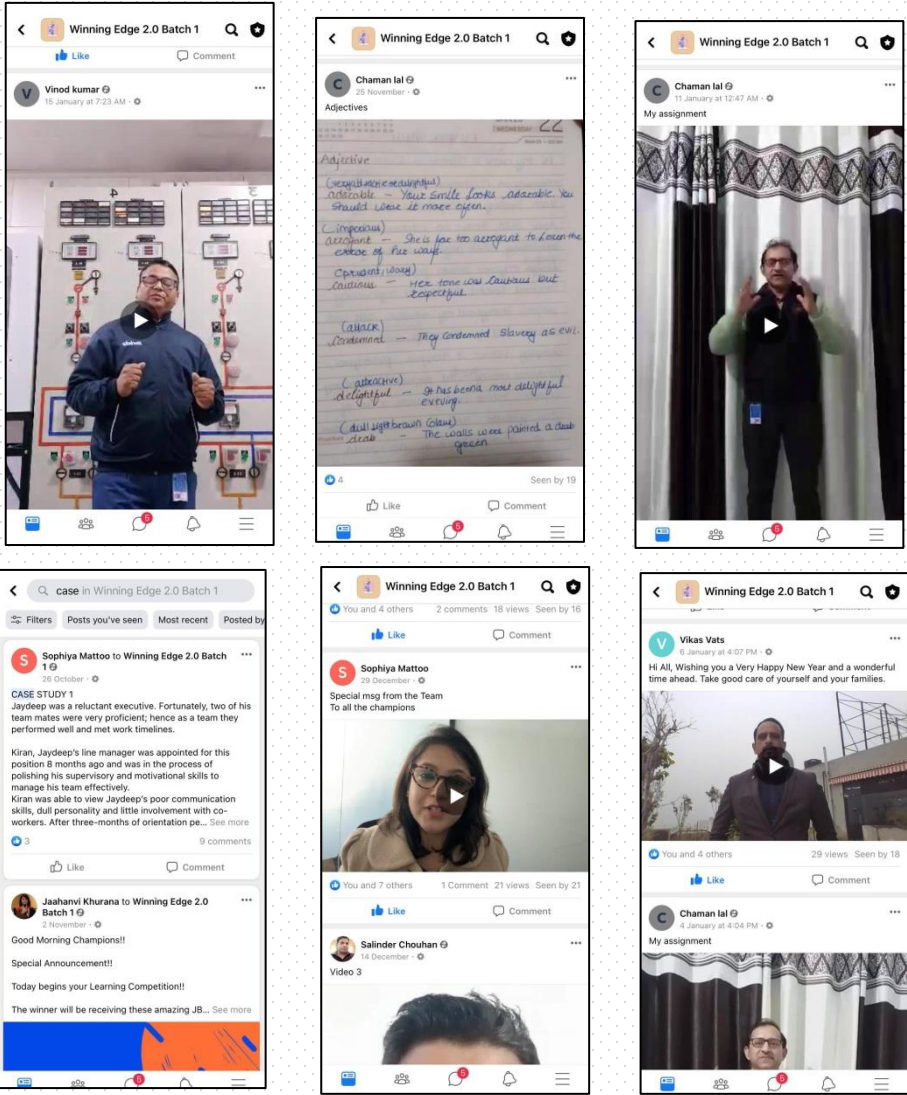 Winning Edge 2.0 Batch 1
Like Comment
V Vinod kumar
15 January at 7:23 AM
5
Winning Edge 2.0 Batch 1
C Chaman lal
25 November
Adjectives
WEDNESDAY 22
Adjective
adorable — Your smile looks adorable. You
should wear it more often.
(imperious)
arrogant — She is far too arrogant to learn the
error of her ways.
(prudent, wary)
cautious — Her tone was cautious but
respectful.
(attack)
Condemned — They condemned slavery as evil.
(attractive)
delightful — It has been a most delightful
evening.
drab — The walls were painted a drab
green
4 Seen by 19
Like Comment
5
Winning Edge 2.0 Batch 1
C Chaman lal
11 January at 12:47 AM
My assignment
5
case in Winning Edge 2.0 Batch 1
Filters Posts you've seen Most recent Posted by
S Sophiya Mattoo to Winning Edge 2.0 Batch
1
26 October
CASE STUDY 1
Jaydeep was a reluctant executive. Fortunately, two of his
team mates were very proficient; hence as a team they
performed well and met work timelines.
Kiran, Jaydeep's line manager was appointed for this
position 8 months ago and was in the process of
polishing his supervisory and motivational skills to
manage his team effectively.
Kiran was able to view Jaydeep's poor communication
skills, dull personality and little involvement with co-
workers. After three-months of orientation pe... See more
3 9 comments
Like Comment
Jaahanvi Khurana to Winning Edge 2.0
Batch 1
2 November
Good Morning Champions!!
Special Announcement!!
Today begins your Learning Competition!!
The winner will be receiving these amazing JB... See more
5
Winning Edge 2.0 Batch 1
You and 4 others 2 comments 18 views Seen by 16
Like Comment
S Sophiya Mattoo
29 December
Special msg from the Team
To all the champions
You and 7 others 1 Comment 21 views Seen by 21
Like Comment
Salinder Chouhan
14 December
Video 3
5
Winning Edge 2.0 Batch 1
V Vikas Vats
6 January at 4:07 PM
Hi All, Wishing you a Very Happy New Year and a wonderful
time ahead. Take good care of yourself and your families.
You and 4 others 29 views Seen by 18
Like Comment
C Chaman lal
4 January at 4:04 PM
My assignment
5